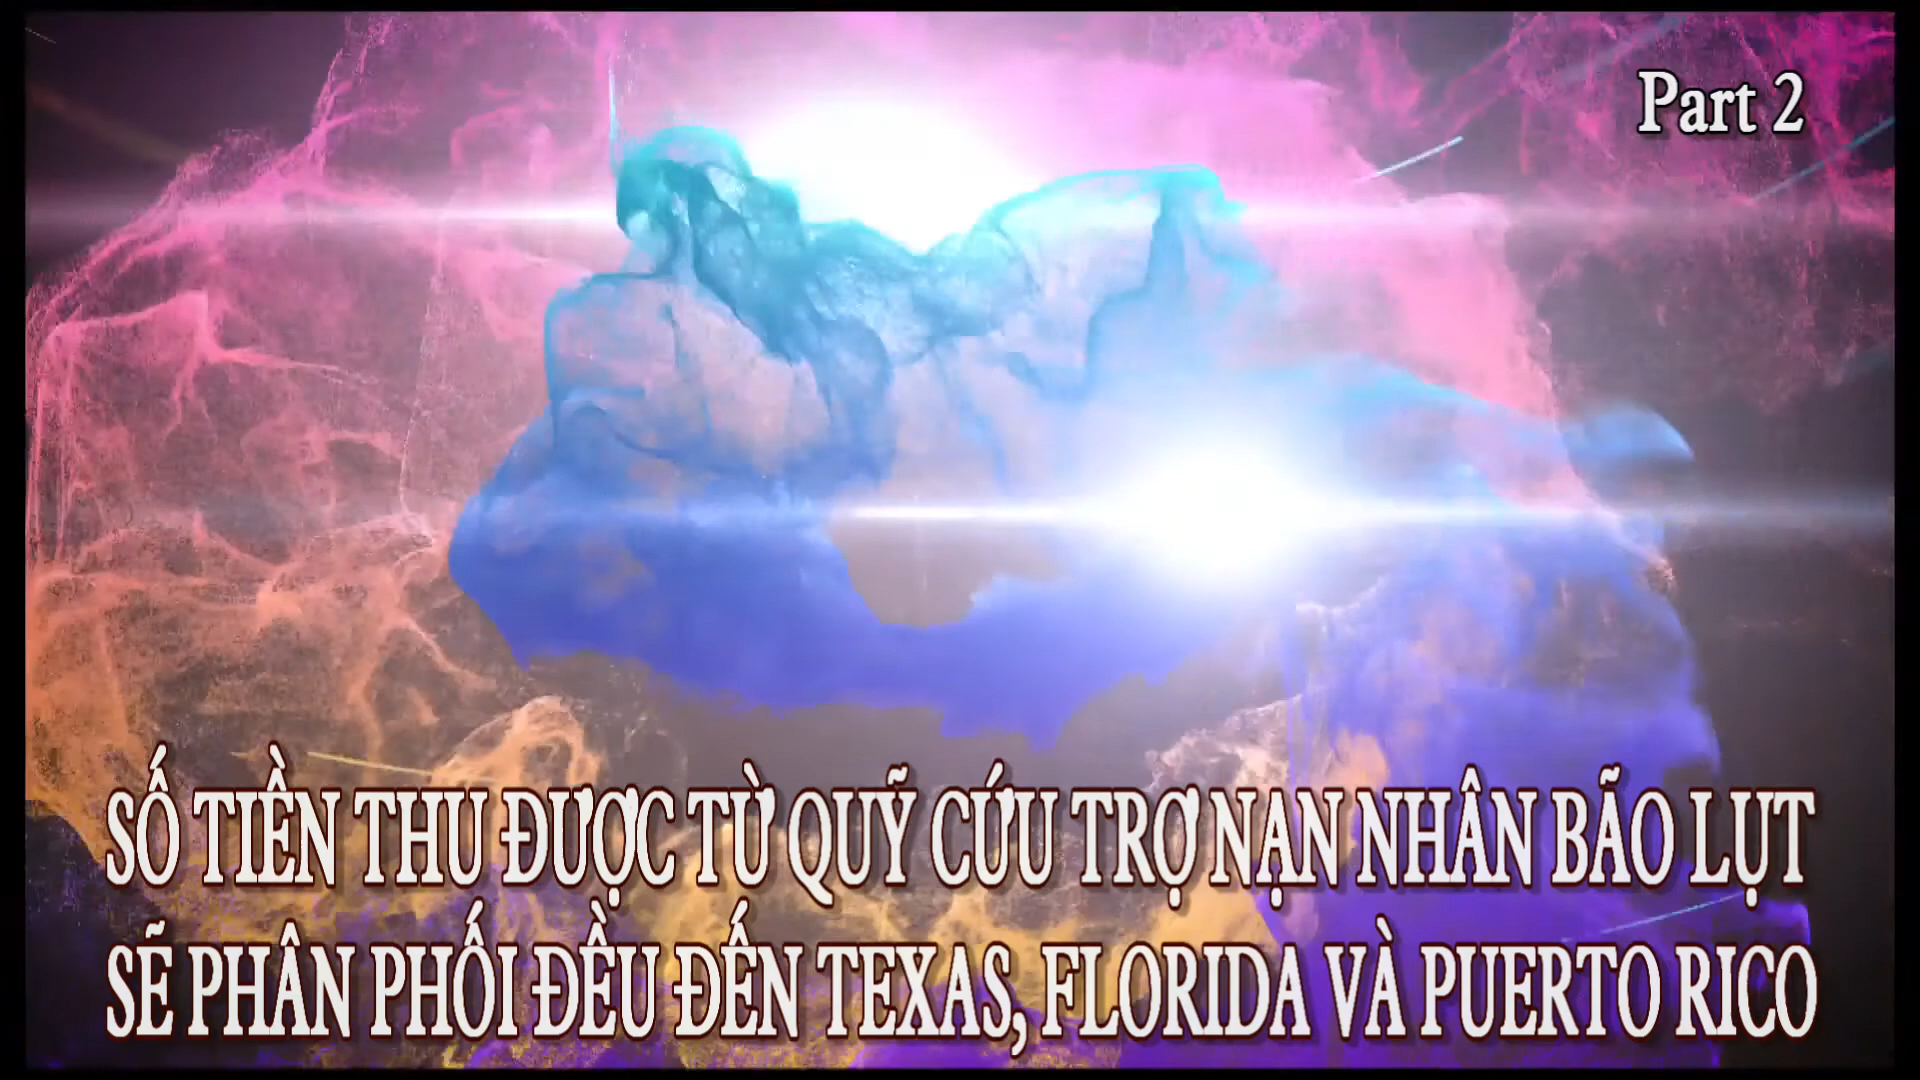 Part 2
SỐ TIỀN THU ĐƯỢC TỪ QUỸ CỨU TRỢ NẠN NHÂN BÃO LỤT
SẼ PHÂN PHỐI ĐỀU ĐẾN TEXAS, FLORIDA VÀ PUERTO RICO